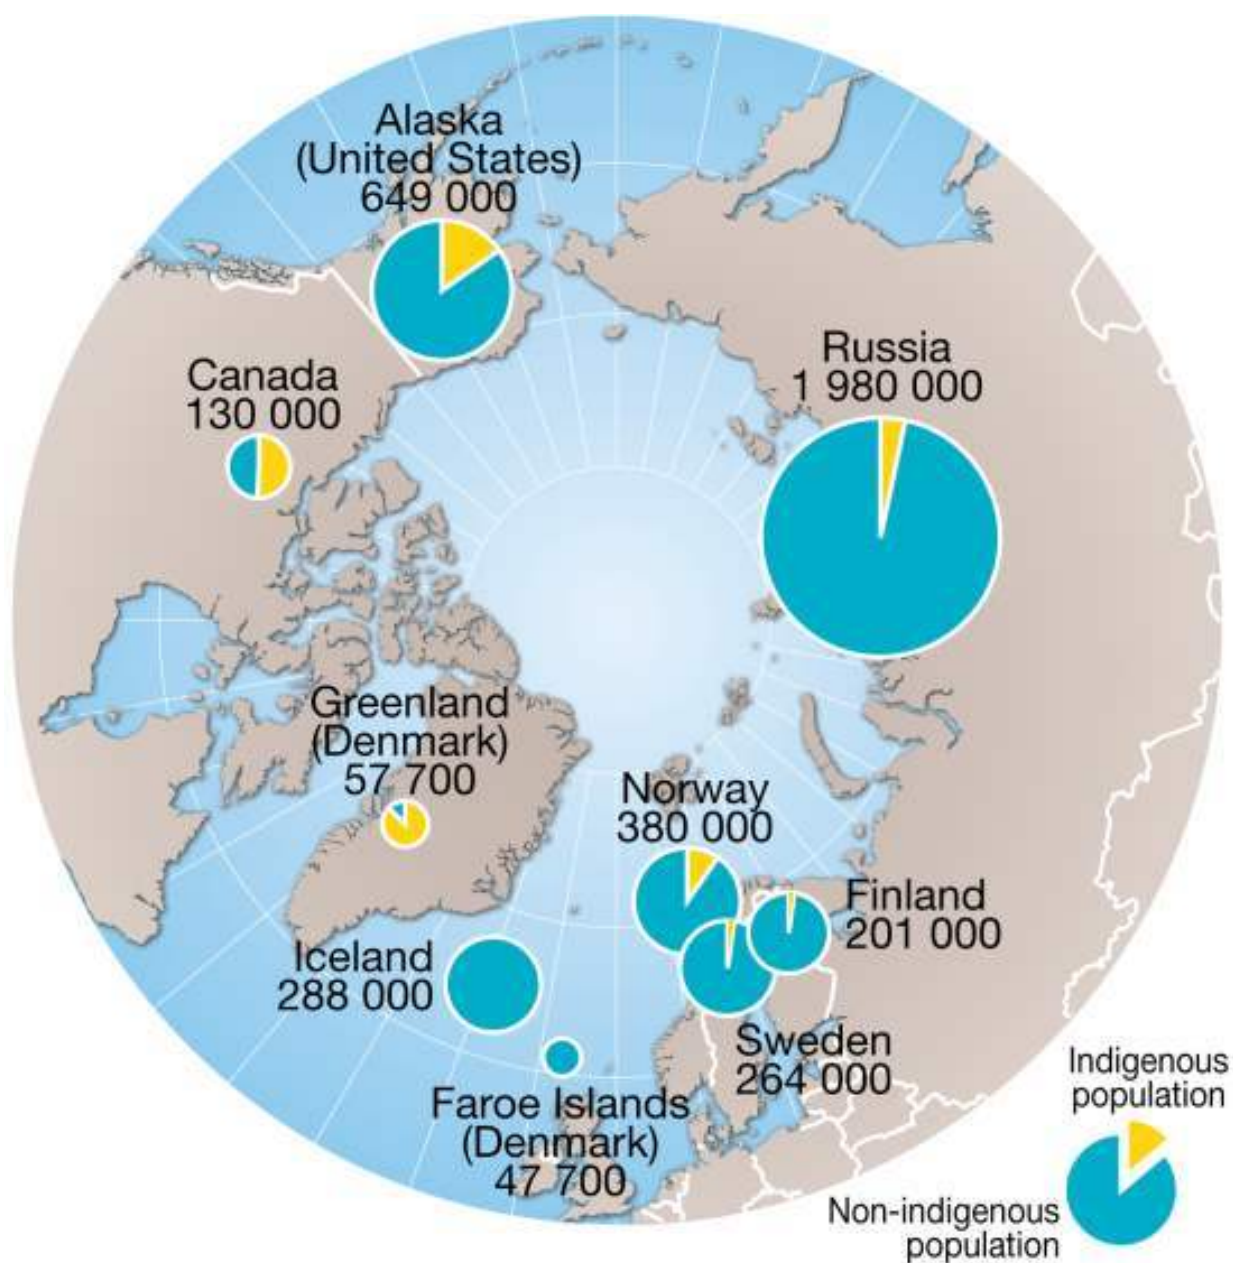 Alaska
(United States)
649 000
Russia
1 980 000
Canada
130 000
Greenland
(Denmark)
57 700
Norway
380 000
Finland
201 000
Iceland
288 000
Sweden
264 000
Faroe Islands
(Denmark)
47 700
Indigenous
population
Non-indigenous
population